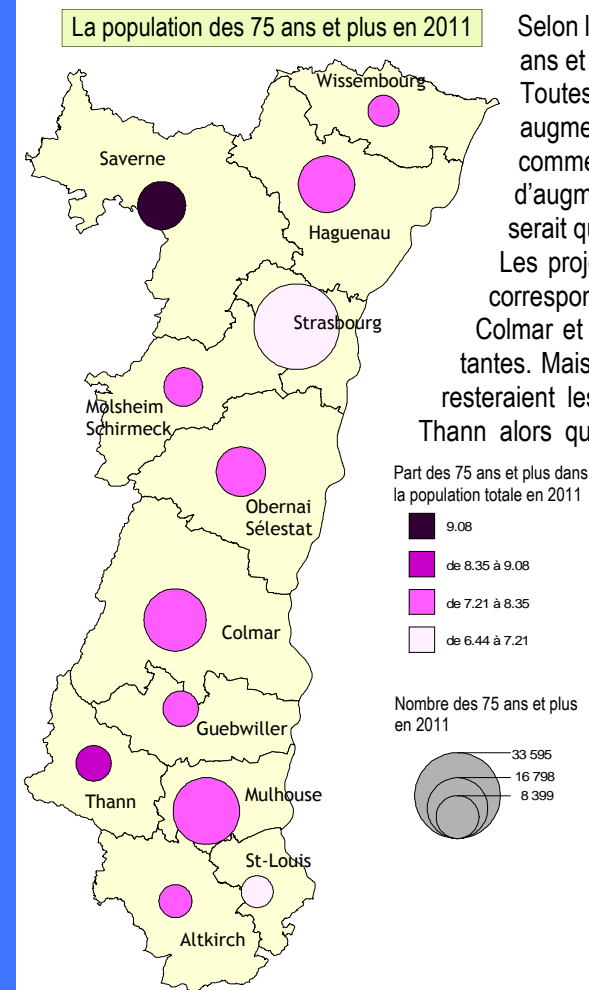 La population des 75 ans et plus en 2011
Selon l
ans et
Toutes
augme
comme
d'augm
serait qu
Les proje
correspon
Colmar et
tantes. Mais
resteraient les
Thann alors qu
Wissembourg
Saverne
Haguenau
Strasbourg
Molsheim
Schirmeck
Obernai
Sélestat
Colmar
Guebwiller
Thann
Mulhouse
St-Louis
Altkirch
Part des 75 ans et plus dans
la population totale en 2011
9.08
de 8.35 à 9.08
de 7.21 à 8.35
de 6.44 à 7.21
Nombre des 75 ans et plus
en 2011
33 595
16 798
8 399